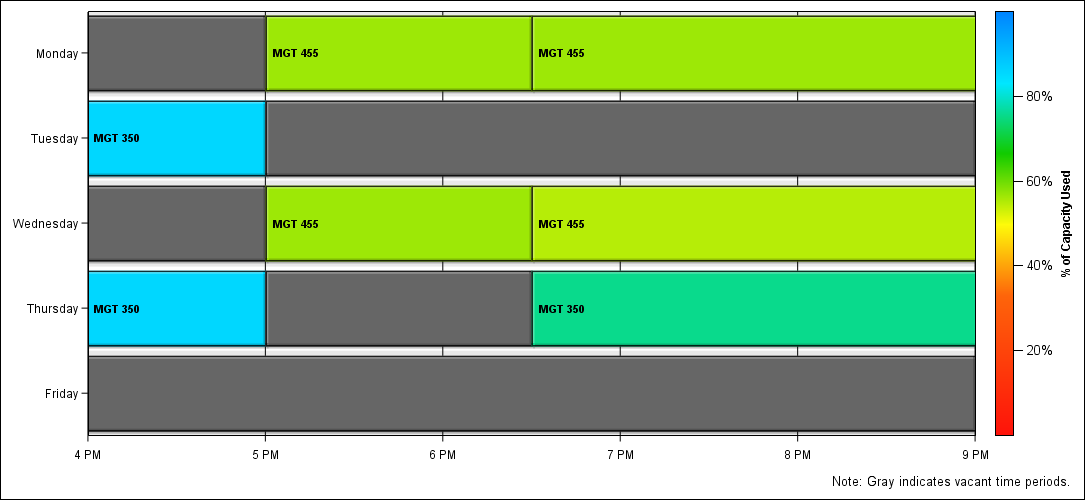 Monday
MGT 455
MGT 455
80%
Tuesday
MGT 350
60%
Wednesday
MGT 455
MGT 455
% of Capacity Used
40%
Thursday
MGT 350
MGT 350
20%
Friday
4 PM 5 PM 6 PM 7 PM 8 PM 9 PM
Note: Gray indicates vacant time periods.